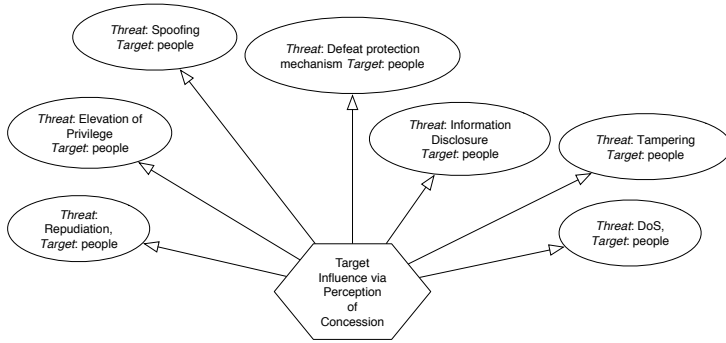 Threat: Spoofing
Target: people
Threat: Defeat protection
mechanism Target: people
Threat: Elevation of
Privilege
Target: people
Threat: Information
Disclosure
Target: people
Threat: Tampering
Target: people
Threat:
Repudiation,
Target: people
Threat: DoS,
Target: people
Target
Influence via
Perception
of
Concession